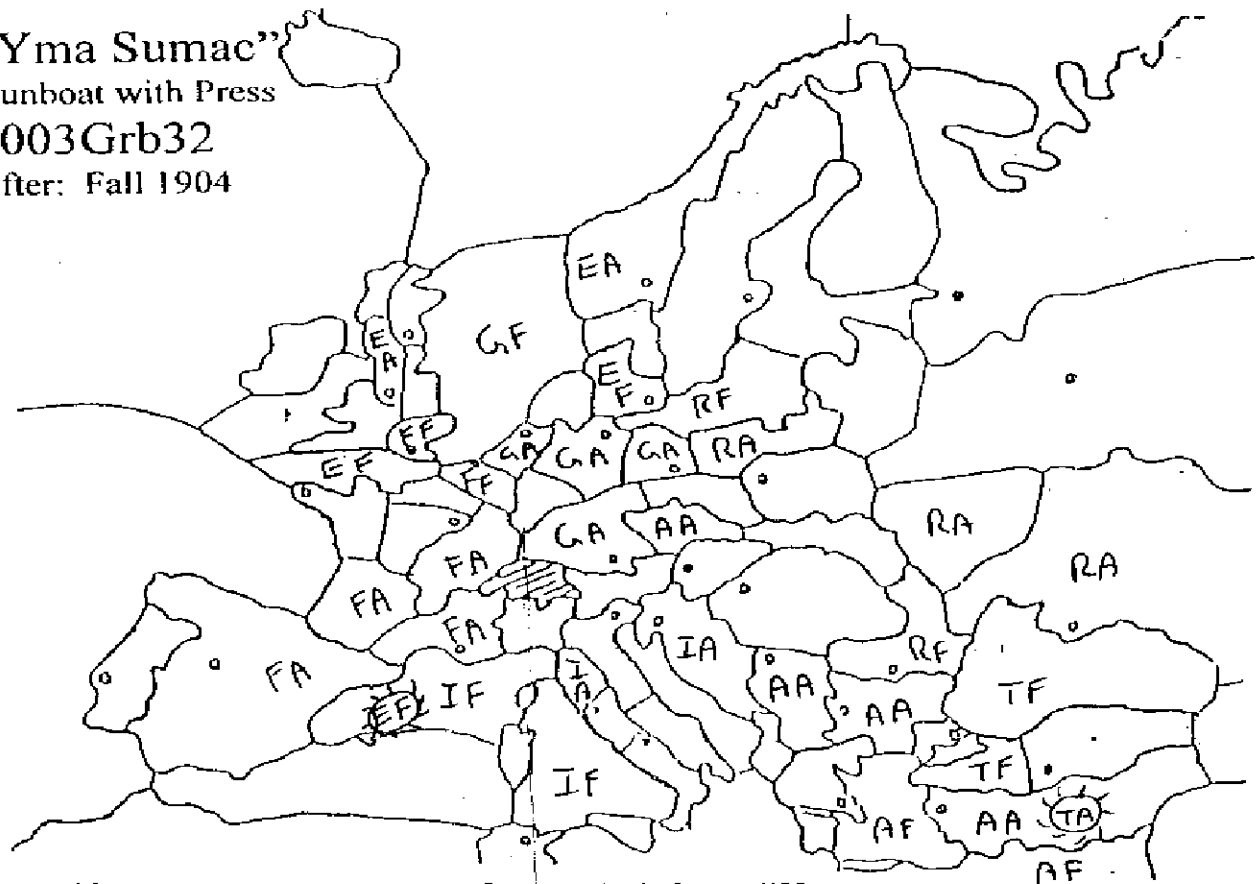 Yma Sumac”
unboat with Press
003Grb32
fter: Fall 1904
EA
E
A
GF
E
F
RF
EF
GA
GA
GA
RA
EF
FF
GA
AA
RA
FA
RA
FA
FA
IA
RF
FA
EF
IF
I
A
AA
AA
TF
TF
IF
AF
AA
TA
AF